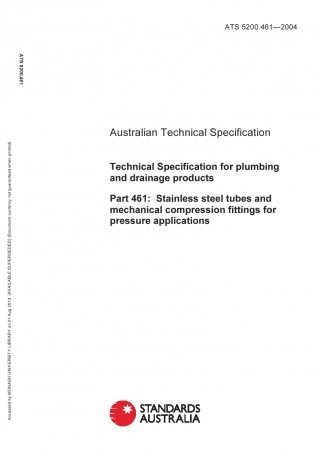 ATS 5200.461—2004
ATS 5200.461
Australian Technical Specification
Technical Specification for plumbing
and drainage products
Part 461: Stainless steel tubes and
mechanical compression fittings for
pressure applications
Accessed by MONASH UNIVERSITY LIBRARY on 21 Aug 2013 [AVAILABLE SUPERSEDED] (Document currency not guaranteed when printed)
STANDARDS
AUSTRALIA